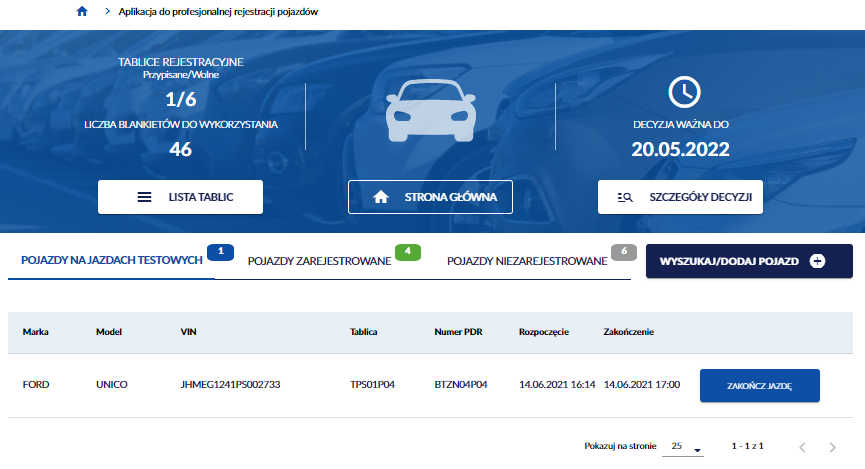 Aplikacja do profesjonalnej rejestracji pojazdów
TABLICE REJESTRACYJNE
Przypisane/Wolne
1/6
LICZBA BLANKIETÓW DO WYKORZYSTANIA
46
DECYZJA WAŻNA DO
20.05.2022
LISTA TABLIC
STRONA GŁÓWNA
SZCZEGÓŁY DECYZJI
POJAZDY NA JAZDACH TESTOWYCH 1
POJAZDY ZAREJESTROWANE 4
POJAZDY NIEZAREJESTROWANE 6
WYSZUKAJ/DODAJ POJAZD
Marka Model VIN Tablica Numer PDR Rozpoczęcie Zakończenie
FORD UNICO JHMEG1241PS002733 TPS01P04 BTZN04P04 14.06.2021 16:14 14.06.2021 17:00 ZAKOŃCZ JAZDĘ
Pokazuj na stronie 25 1 - 1 z 1